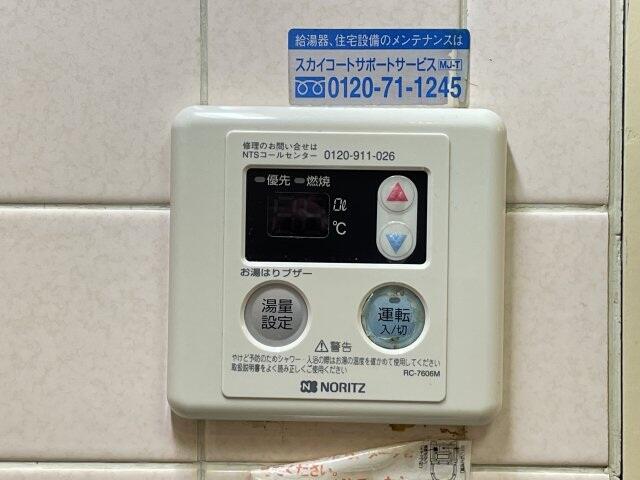 給湯器、住宅設備のメンテナンスは
スカイコートサポートサービス MJ-T
0120-71-1245
修理のお問い合せは
NTSコールセンター 0120-911-026
優先 燃焼
℃
お湯はりブザー
湯量
設定
運転
入/切
⚠警告
やけど予防のためシャワー・入浴の際はお湯の温度を確かめて使用してください
取扱説明書をよく読み正しくご使用ください
RC-7606M
NORITZ
ください。